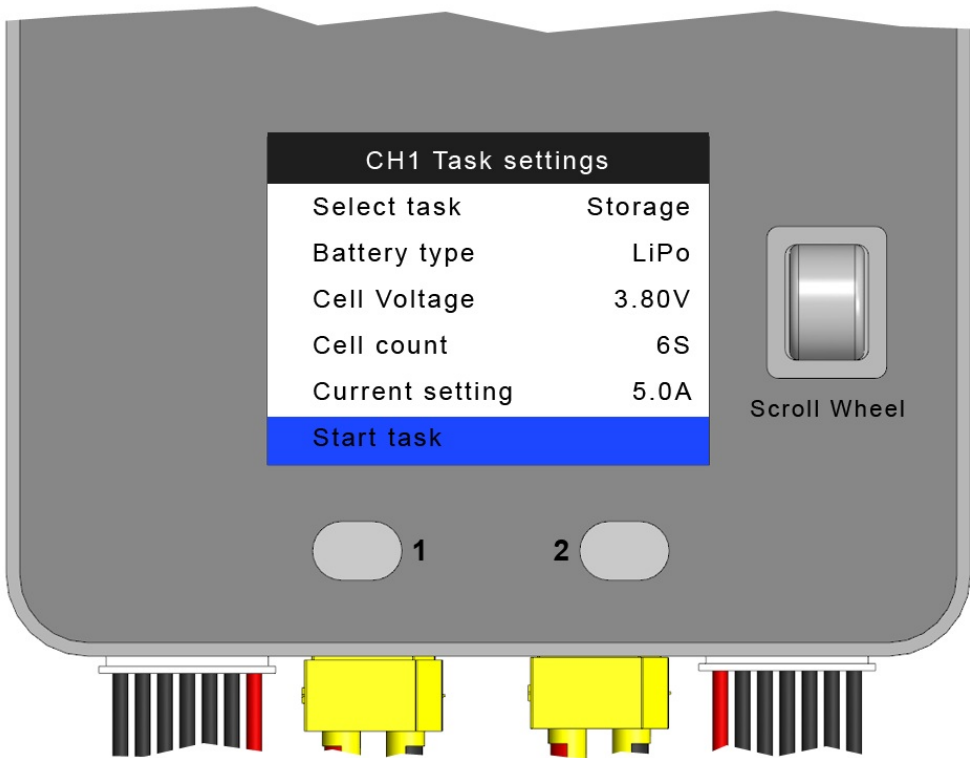 CH1 Task settings
Select task Storage
Battery type LiPo
Cell Voltage 3.80V
Cell count 6S
Current setting 5.0A
Start task
Scroll Wheel
1 2